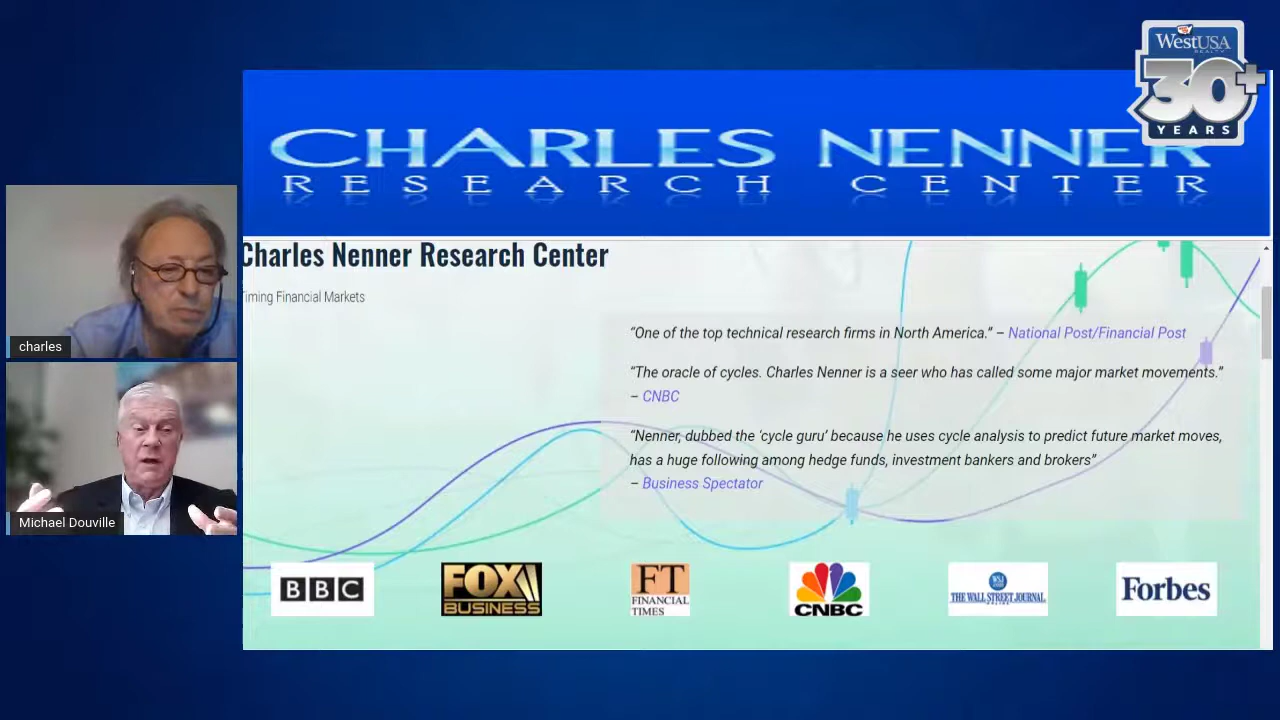 WestUSA
REALTY
30+
YEARS
CHARLES NENNER
RESEARCH CENTER
Charles Nenner Research Center
Timing Financial Markets
“One of the top technical research firms in North America.” – National Post/Financial Post
“The oracle of cycles. Charles Nenner is a seer who has called some major market movements.”
– CNBC
“Nenner, dubbed the ‘cycle guru’ because he uses cycle analysis to predict future market moves,
has a huge following among hedge funds, investment bankers and brokers”
– Business Spectator
charles
Michael Douville
BBC
FOX
BUSINESS
FT
FINANCIAL
TIMES
CNBC
WSJ
THE WALL STREET JOURNAL
Forbes